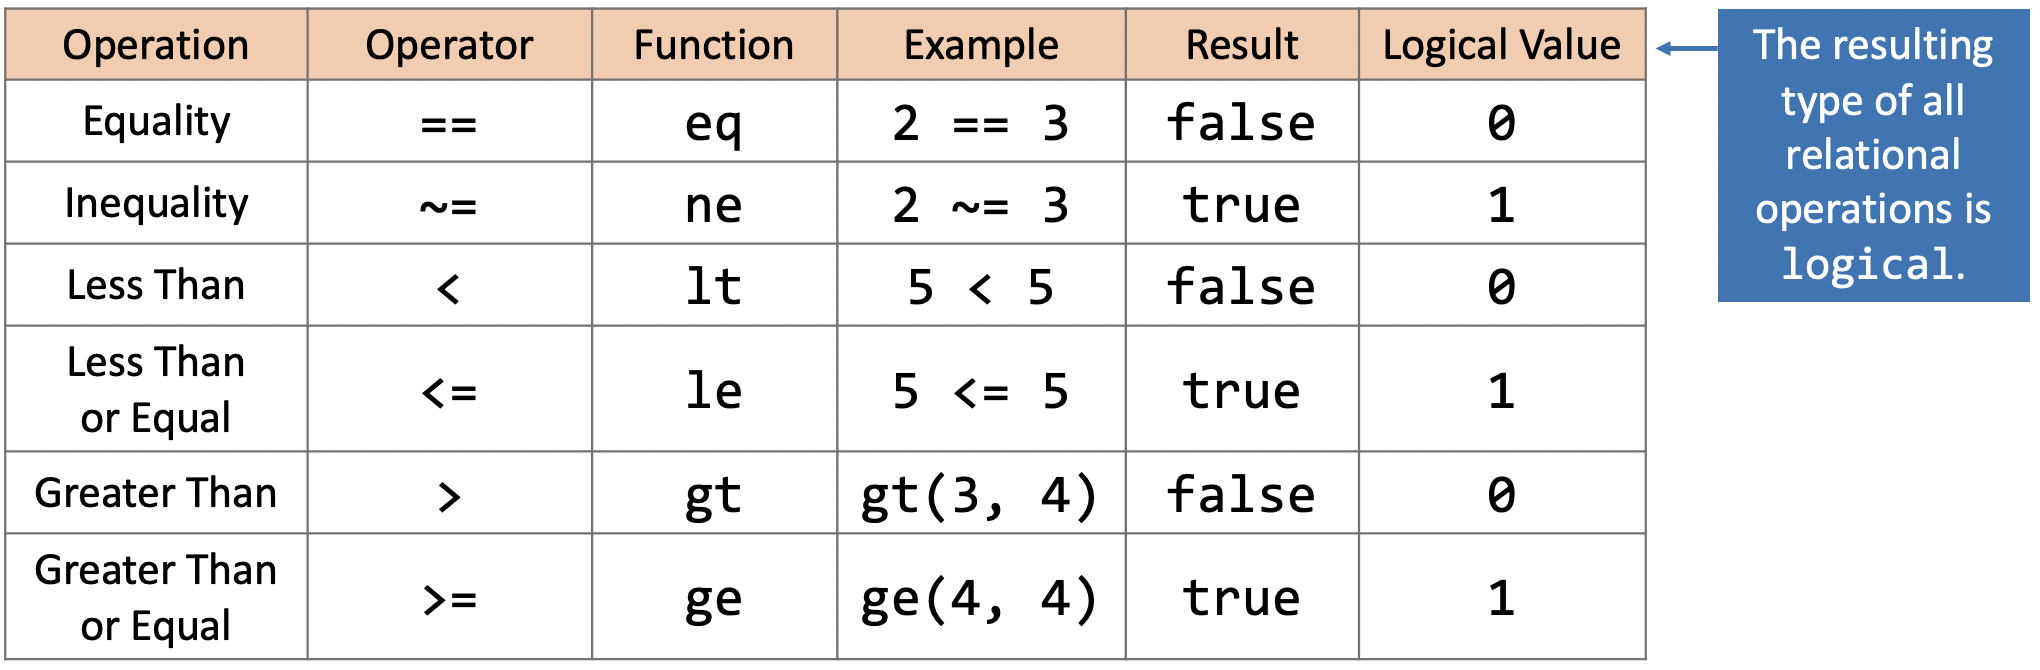 Operation Operator Function Example Result Logical Value
Equality == eq 2 == 3 false 0
Inequality ~= ne 2 ~= 3 true 1
Less Than < lt 5 < 5 false 0
Less Than
or Equal <= le 5 <= 5 true 1
Greater Than > gt gt(3, 4) false 0
Greater Than
or Equal >= ge ge(4, 4) true 1
The resulting
type of all
relational
operations is
logical.